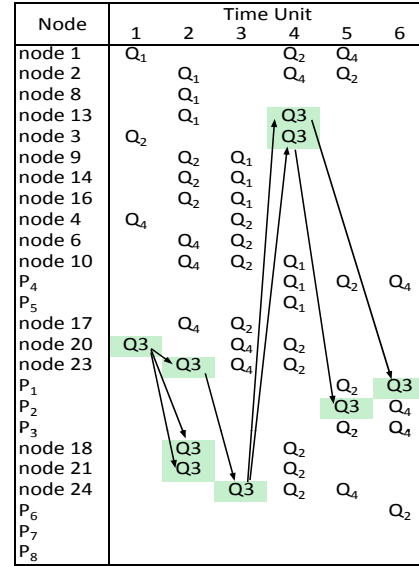 Node Time Unit
1 2 3 4 5 6
node 1 Q₁ Q₂ Q₄
node 2 Q₁ Q₄ Q₂
node 8 Q₁
node 13 Q₁ Q3
node 3 Q₂ Q3
node 9 Q₂ Q₁
node 14 Q₂ Q₁
node 16 Q₂ Q₁
node 4 Q₄ Q₂
node 6 Q₄ Q₂
node 10 Q₄ Q₂ Q₁
P₄ Q₁ Q₂ Q₄
P₅ Q₁
node 17 Q₄ Q₂
node 20 Q3 Q₄ Q₂
node 23 Q3 Q₄ Q₂
P₁ Q₂ Q3
P₂ Q3 Q₄
P₃ Q₂ Q₄
node 18 Q3 Q₂
node 21 Q3 Q₂
node 24 Q3 Q₂ Q₄
P₆ Q₂
P₇
P₈